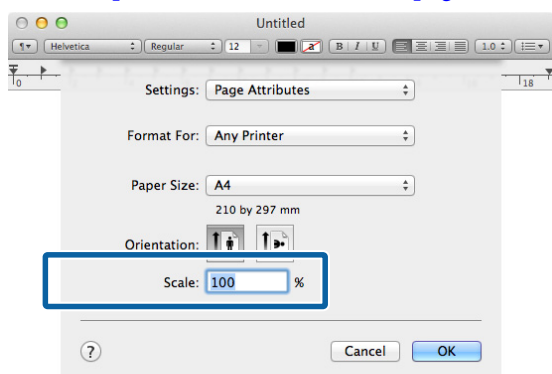 Untitled
¶ Helvetica Regular 12 a B I U 1.0
0 18
Settings: Page Attributes
Format For: Any Printer
Paper Size: A4
210 by 297 mm
Orientation:
Scale: 100 %
? Cancel OK